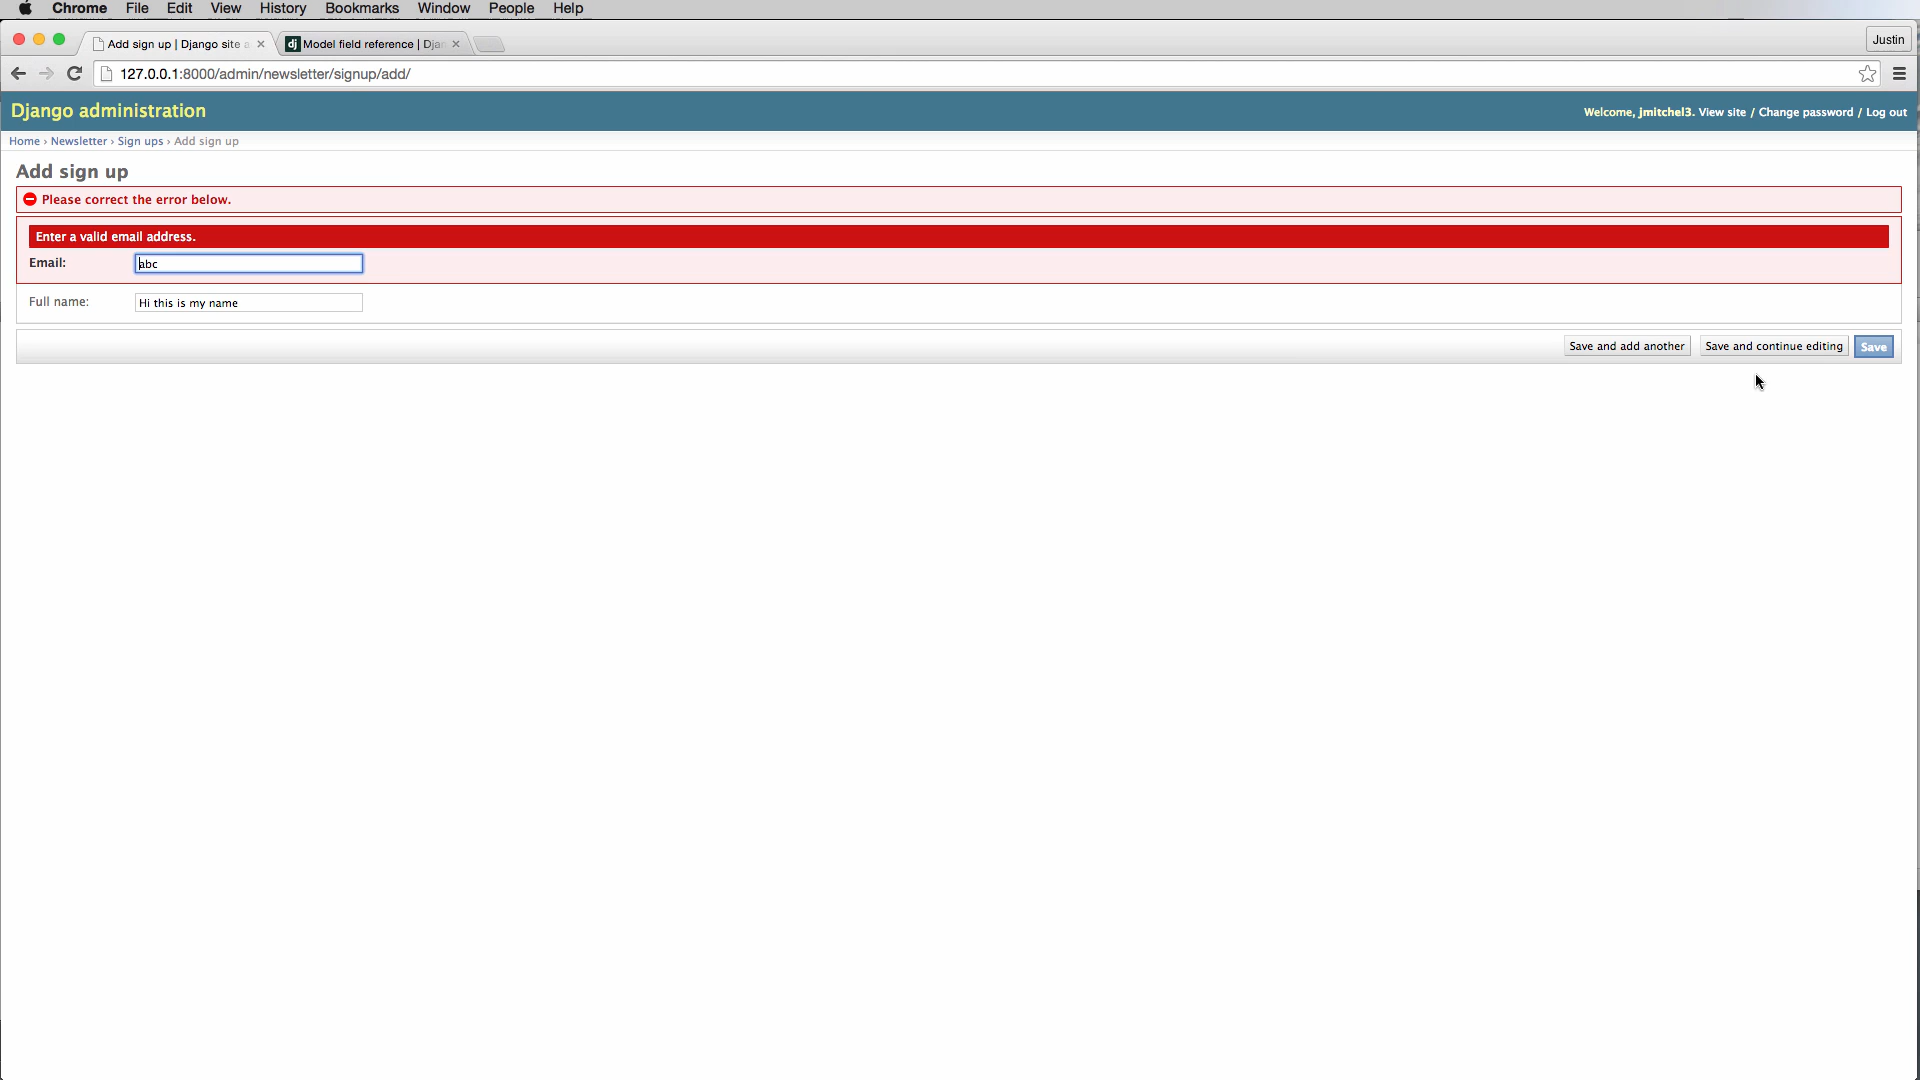 Chrome File Edit View History Bookmarks Window People Help
Add sign up | Django site a
Model field reference | Djan
Justin
127.0.0.1:8000/admin/newsletter/signup/add/
Django administration
Welcome, jmitchel3. View site / Change password / Log out
Home › Newsletter › Sign ups › Add sign up
Add sign up
Please correct the error below.
Enter a valid email address.
Email: abc
Full name: Hi this is my name
Save and add another Save and continue editing Save